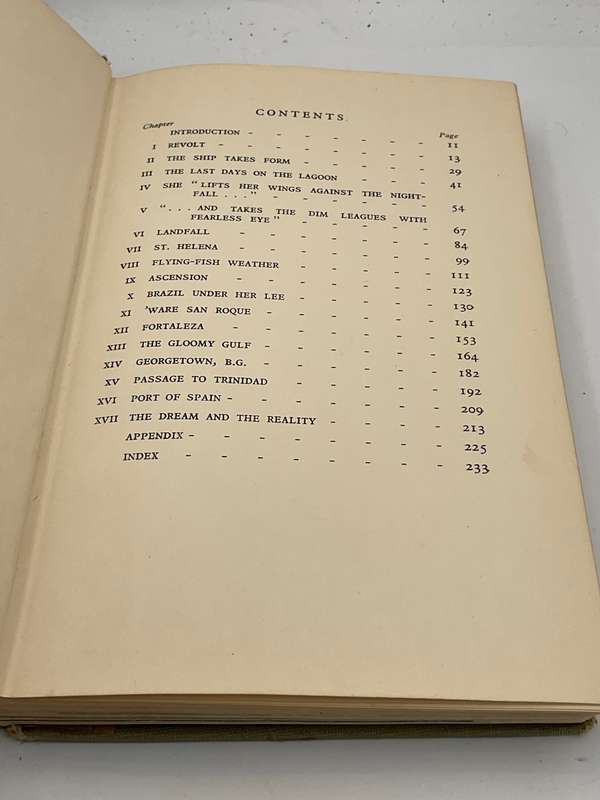 CONTENTS
Chapter Page
INTRODUCTION - - - - - - - 11
I REVOLT - - - - - - - - 13
II THE SHIP TAKES FORM - - - - - 29
III THE LAST DAYS ON THE LAGOON - - - - 41
IV SHE "LIFTS HER WINGS AGAINST THE NIGHT-
FALL . . ." - - - - - - 54
V ". . . AND TAKES THE DIM LEAGUES WITH
FEARLESS EYE" - - - - - 67
VI LANDFALL - - - - - - - 84
VII ST. HELENA - - - - - - - 99
VIII FLYING-FISH WEATHER - - - - - 111
IX ASCENSION - - - - - - - 123
X BRAZIL UNDER HER LEE - - - - - 130
XI 'WARE SAN ROQUE - - - - - - 141
XII FORTALEZA - - - - - - - 153
XIII THE GLOOMY GULF - - - - - - 164
XIV GEORGETOWN, B.G. - - - - - - 182
XV PASSAGE TO TRINIDAD - - - - - 192
XVI PORT OF SPAIN - - - - - - - 209
XVII THE DREAM AND THE REALITY - - - - 213
APPENDIX - - - - - - - - 225
INDEX - - - - - - - - 233